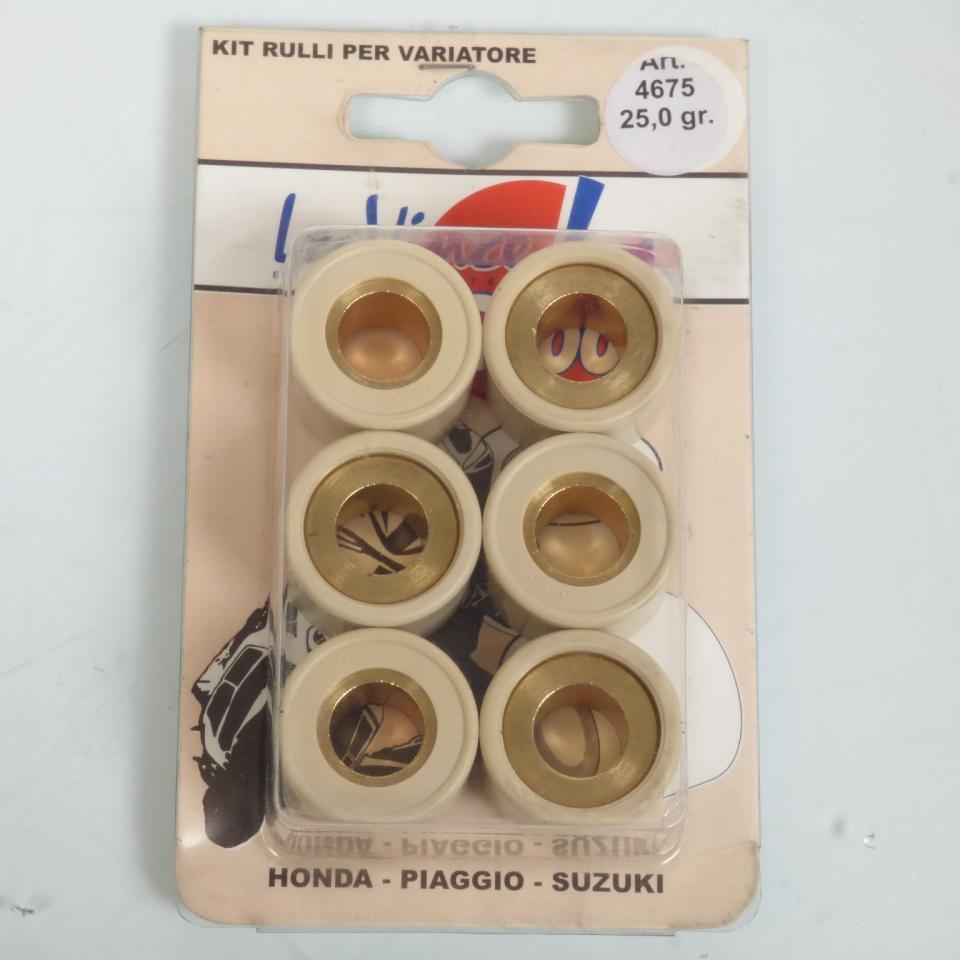 KIT RULLI PER VARIATORE
Art.
4675
25,0 gr.
HONDA - PIAGGIO - SUZUKI